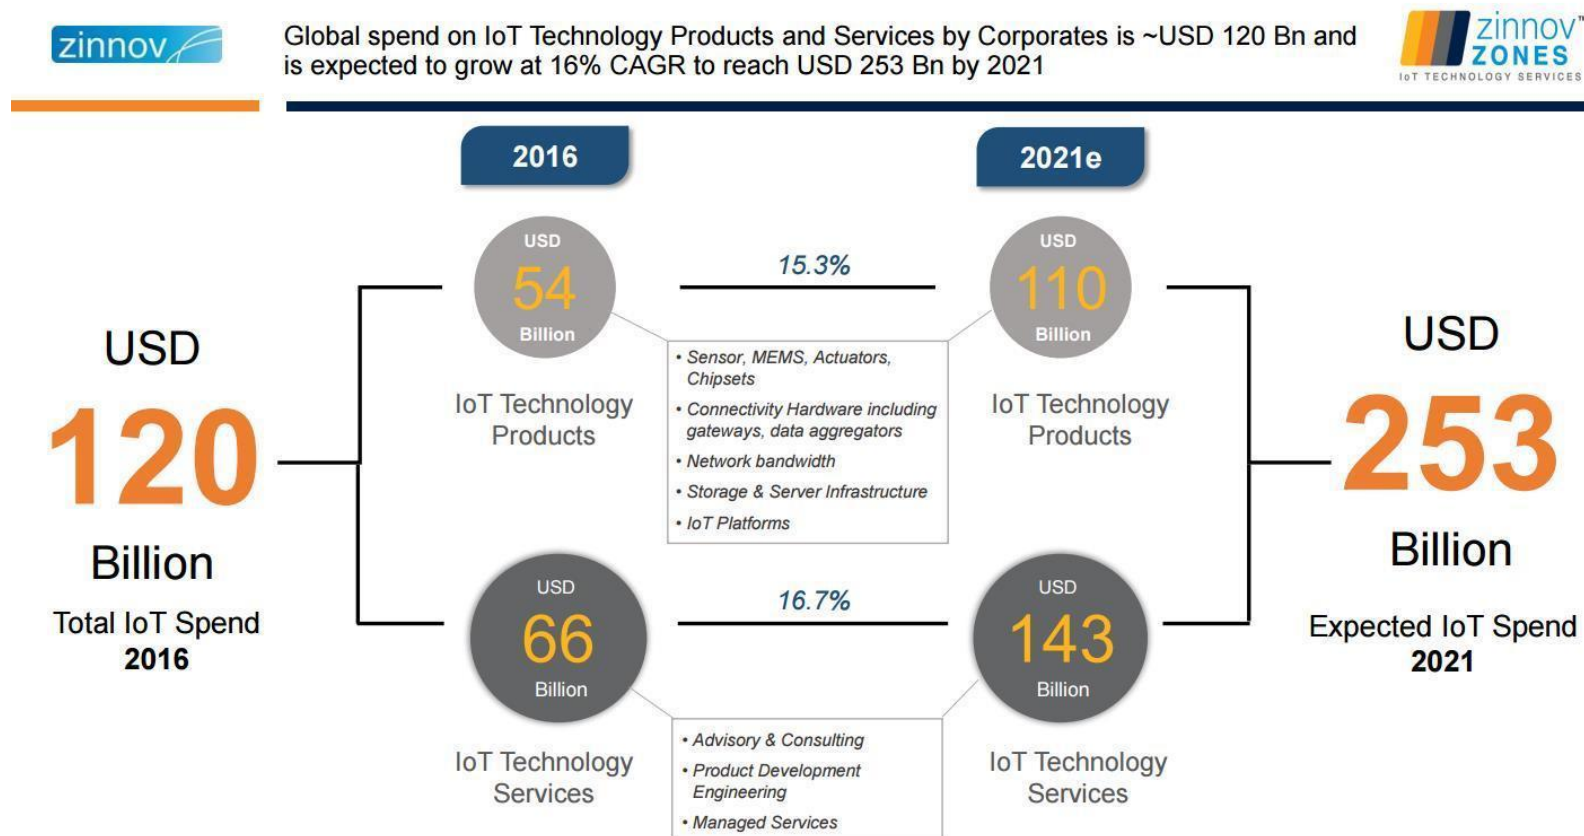 zinnov
Global spend on IoT Technology Products and Services by Corporates is ~USD 120 Bn and
is expected to grow at 16% CAGR to reach USD 253 Bn by 2021
zinnov™
ZONES
IoT TECHNOLOGY SERVICES
2016
2021e
USD
120
Billion
Total IoT Spend
2016
USD
54
Billion
IoT Technology
Products
15.3%
USD
110
Billion
IoT Technology
Products
• Sensor, MEMS, Actuators,
Chipsets
• Connectivity Hardware including
gateways, data aggregators
• Network bandwidth
• Storage & Server Infrastructure
• IoT Platforms
USD
66
Billion
IoT Technology
Services
16.7%
USD
143
Billion
IoT Technology
Services
• Advisory & Consulting
• Product Development
Engineering
• Managed Services
USD
253
Billion
Expected IoT Spend
2021